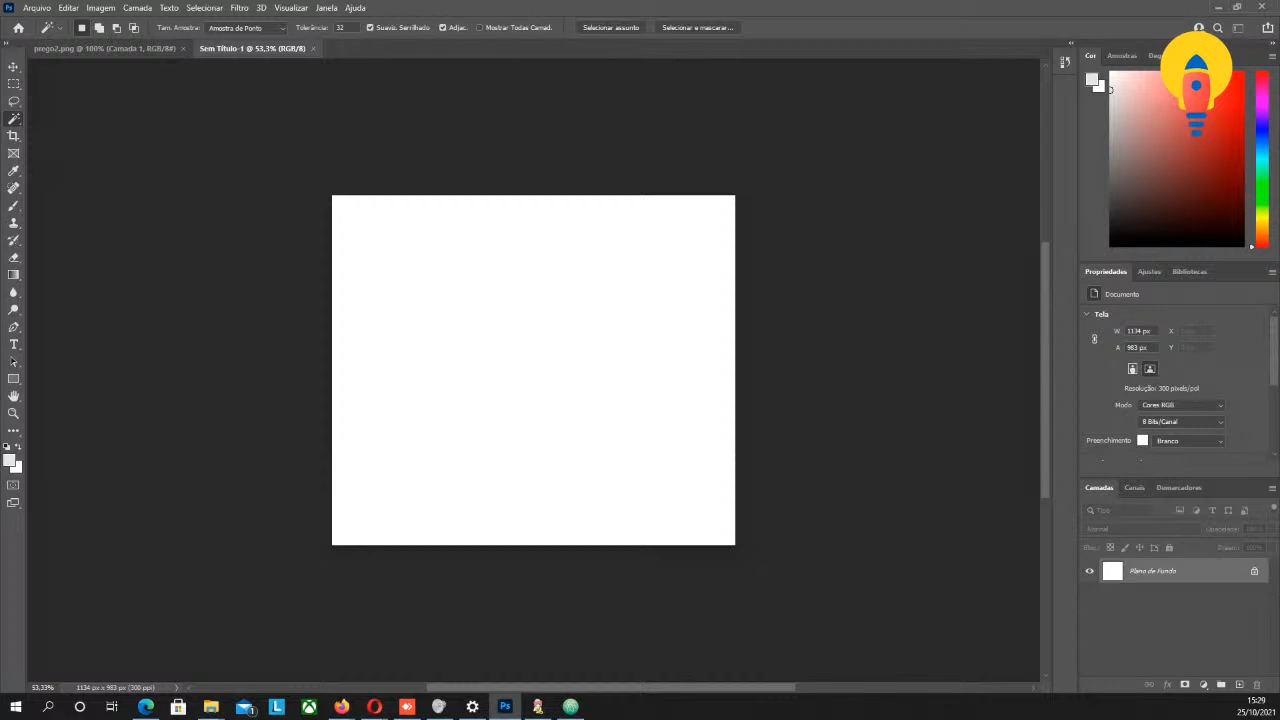 Arquivo Editar Imagem Camada Texto Selecionar Filtro 3D Visualizar Janela Ajuda
Tam. Amostra: Amostra de Ponto Tolerância: 32 Suaviz. Serrilhado Adjac. Mostrar Todas Camad. Selecionar assunto Selecionar e mascarar...
prego2.png @ 100% (Camada 1, RGB/8#) × Sem Título-1 @ 53,3% (RGB/8) ×
Cor Amostras
Propriedades Ajustes Bibliotecas
Documento
Tela
W 1134 px X
A 983 px Y
Resolução: 300 pixels/pol
Modo Cores RGB
8 Bits/Canal
Preenchimento Branco
Camadas Canais Demarcadores
Tipo
Normal Opacidade:
Bloq.:
Plano de Fundo
53,33% 1134 px x 983 px (300 ppi)
Ps
15:29
25/10/2021